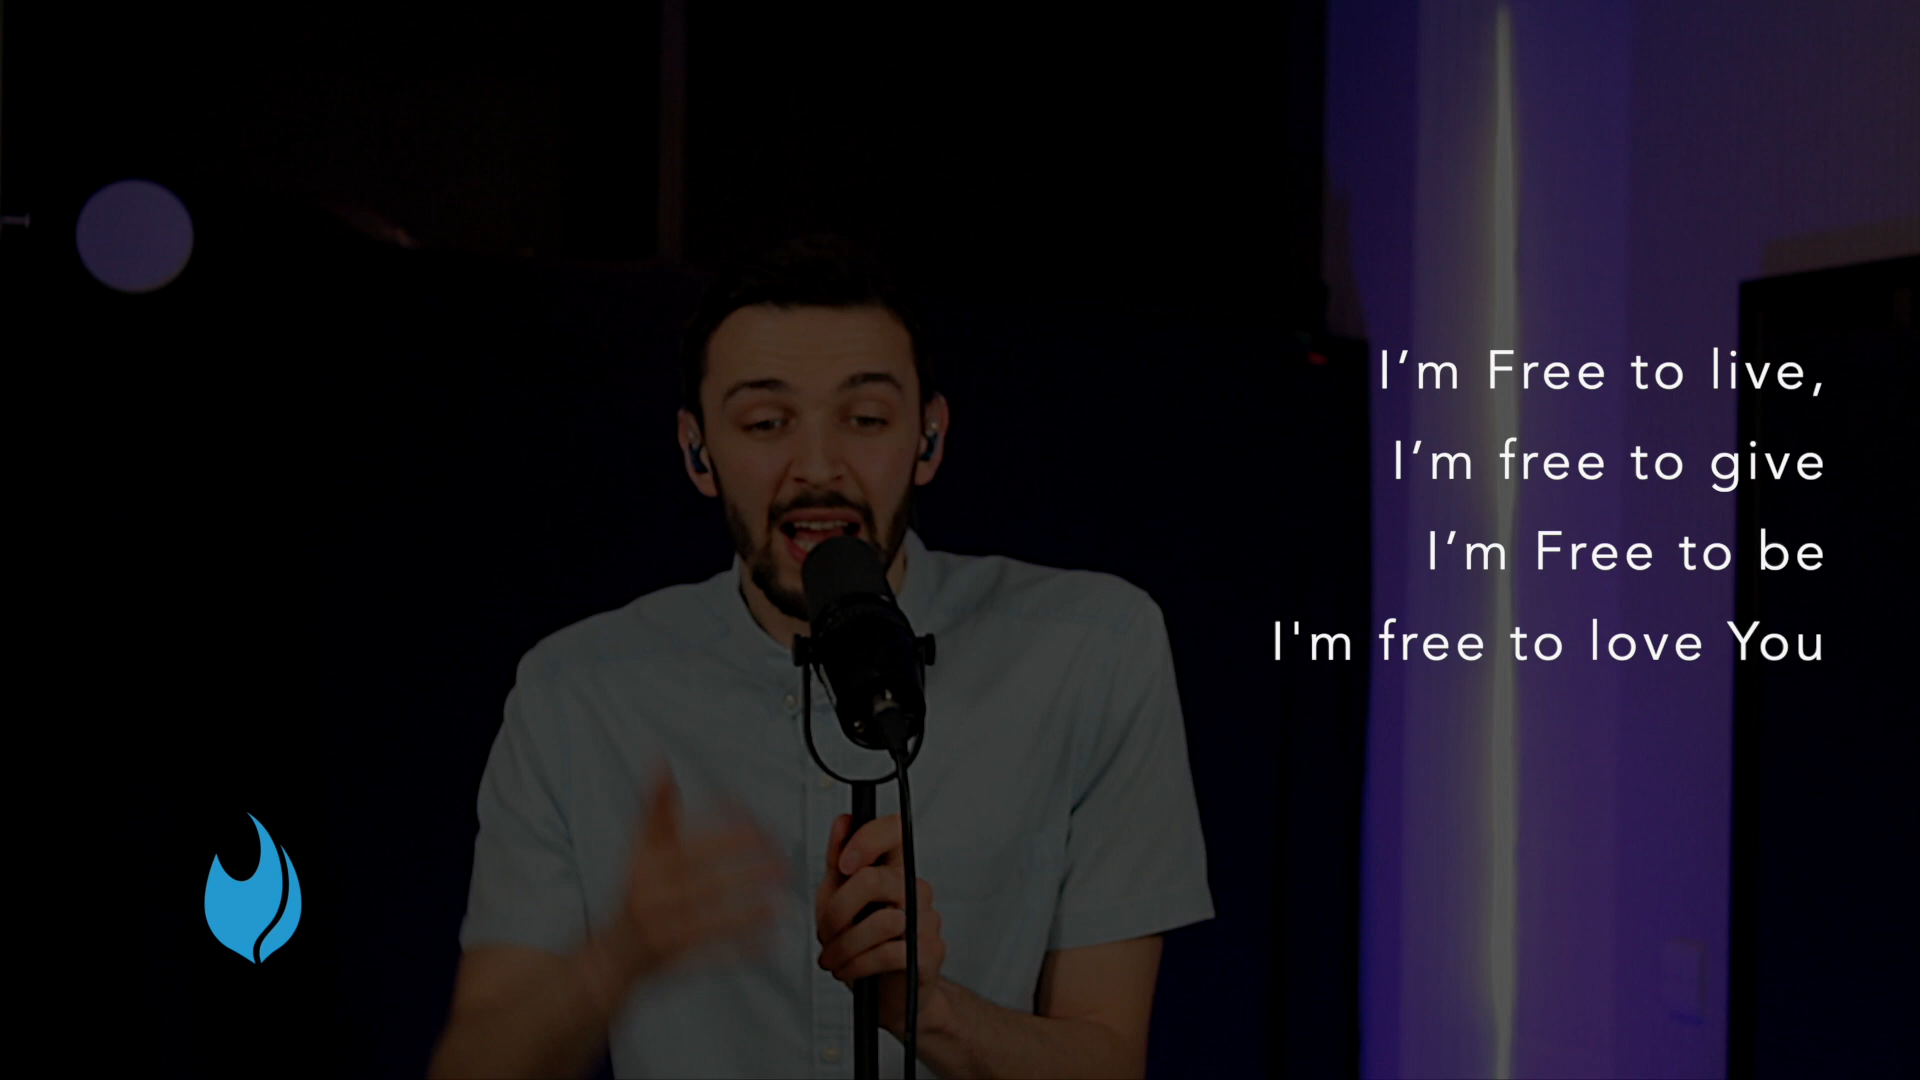 I’m Free to live,
I’m free to give
I’m Free to be
I'm free to love You